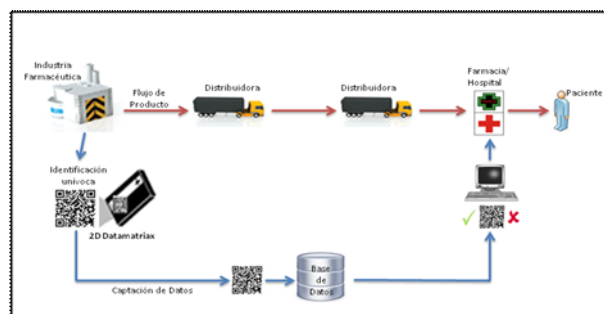 Industria
Farmacéutica
Flujo de
Producto
Distribuidora
Distribuidora
Farmacia/
Hospital
Paciente
Identificación
unívoca
2D Datamatriax
Captación de Datos
Base
de
Datos